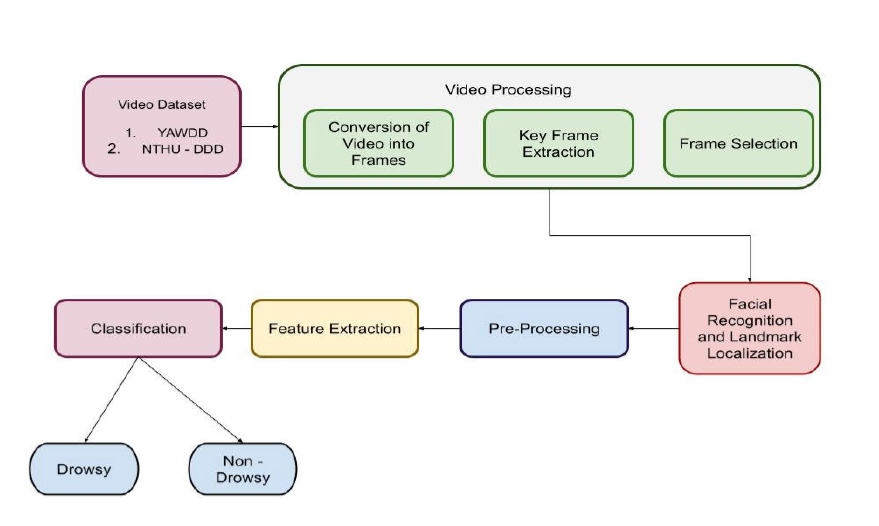 Video Dataset
1. YAWDD
2. NTHU - DDD
Video Processing
Conversion of
Video into
Frames
Key Frame
Extraction
Frame Selection
Facial
Recognition
and Landmark
Localization
Pre-Processing
Feature Extraction
Classification
Drowsy
Non -
Drowsy